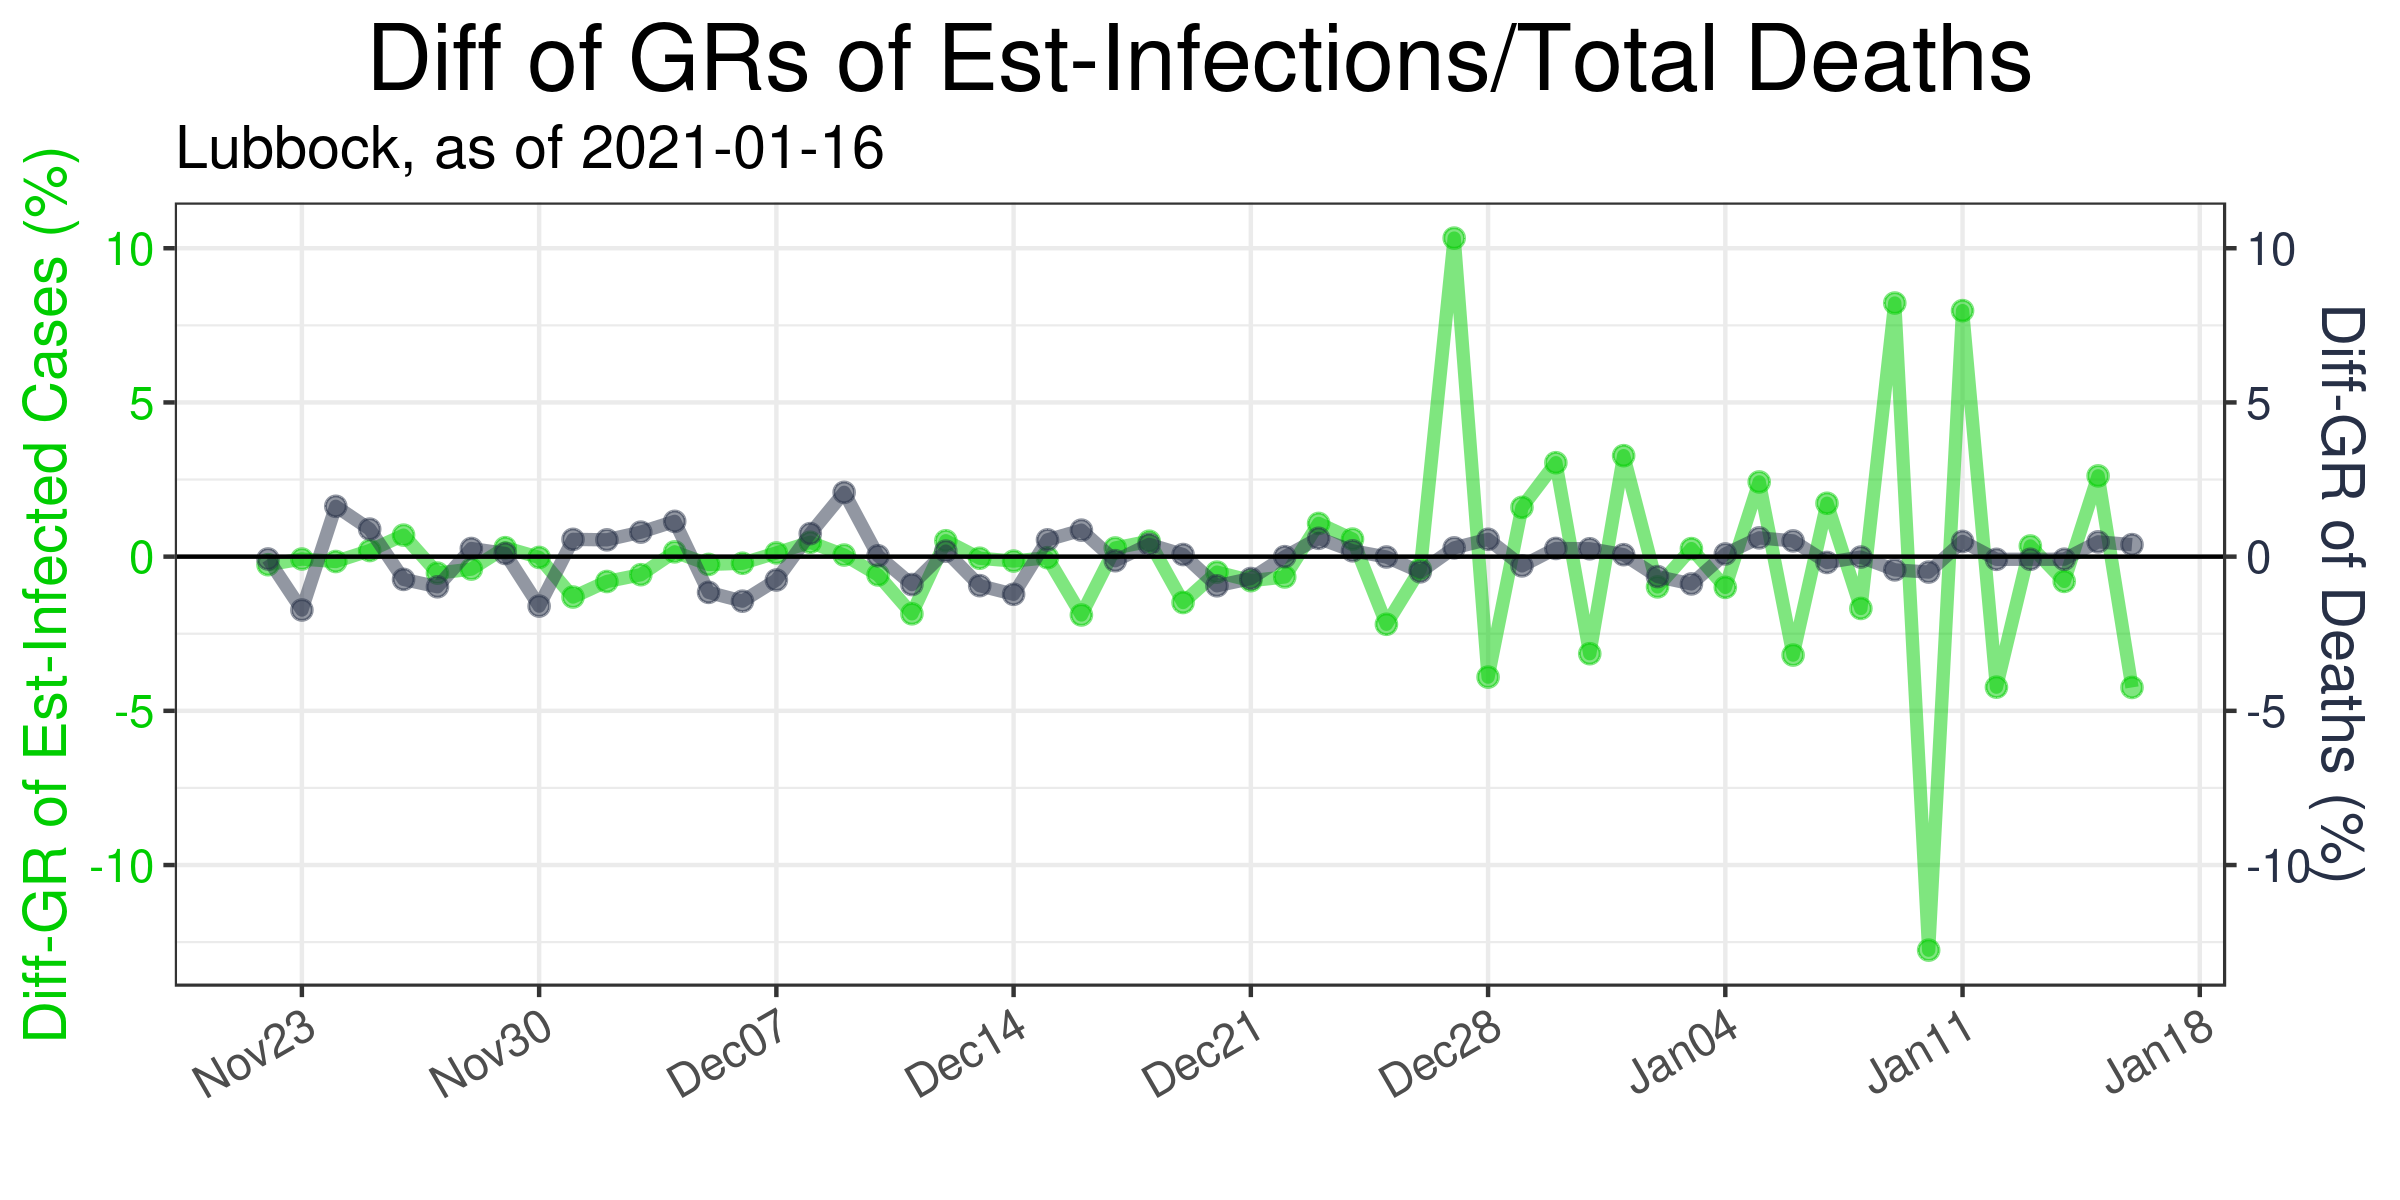 Diff of GRs of Est-Infections/Total Deaths
Lubbock, as of 2021-01-16
Diff-GR of Est-Infected Cases (%)
10
5
0
-5
-10
10
5
0
-5
-10
Diff-GR of Deaths (%)
Nov23
Nov30
Dec07
Dec14
Dec21
Dec28
Jan04
Jan11
Jan18